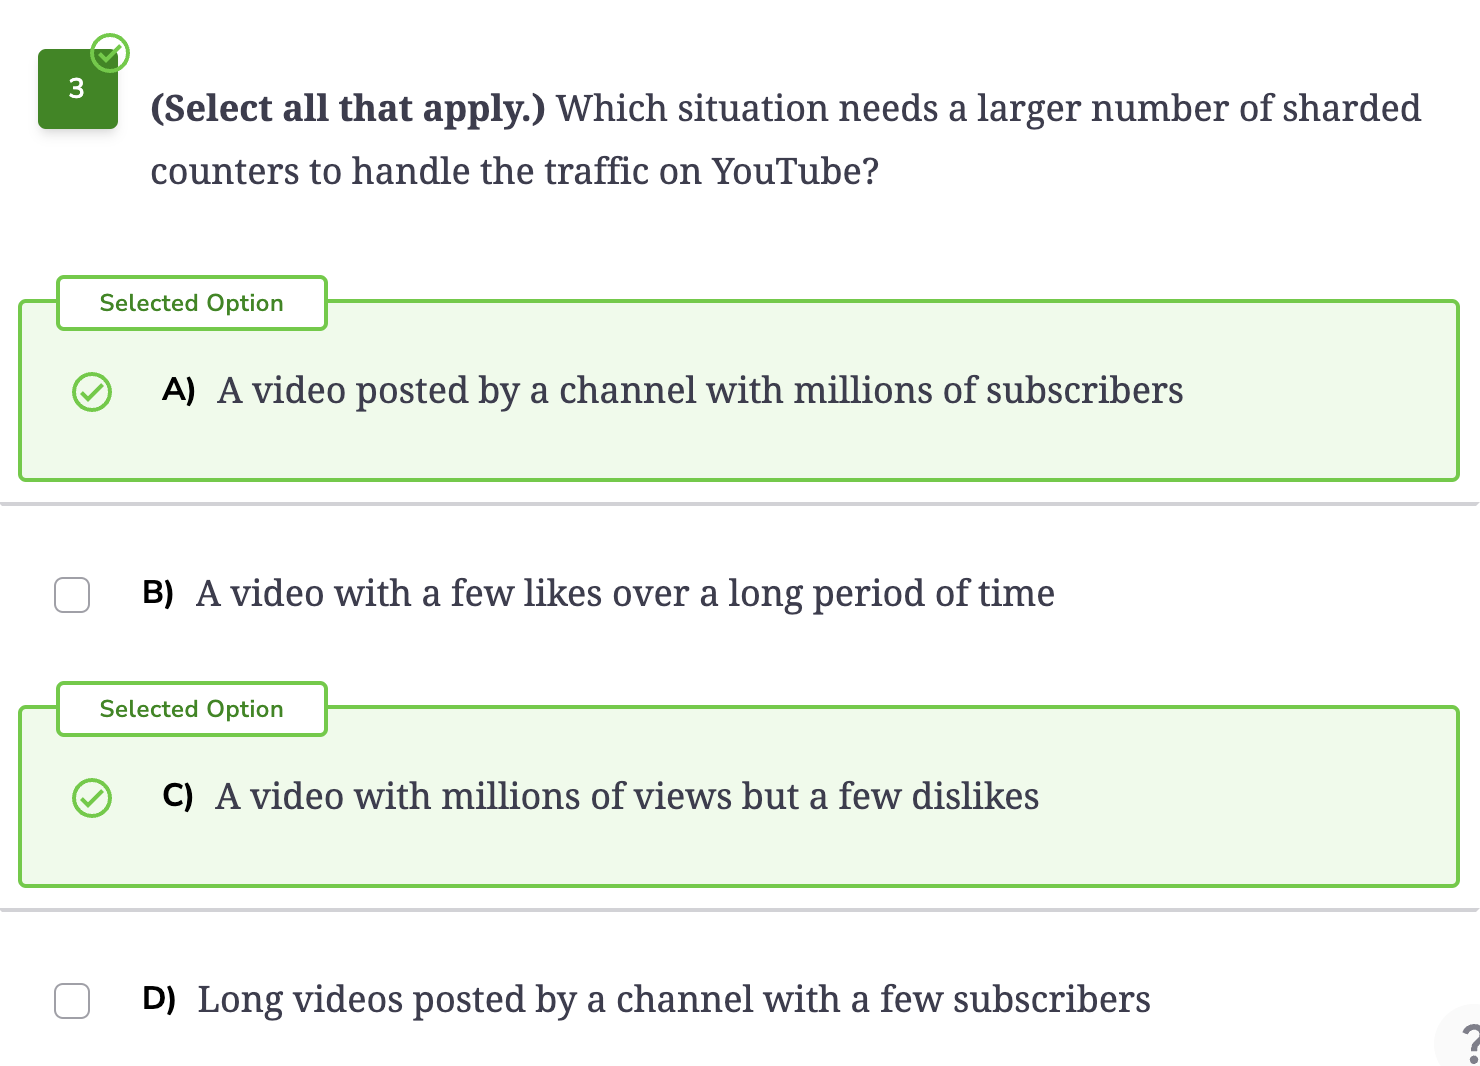 3
(Select all that apply.) Which situation needs a larger number of sharded
counters to handle the traffic on YouTube?
Selected Option
A) A video posted by a channel with millions of subscribers
B) A video with a few likes over a long period of time
Selected Option
C) A video with millions of views but a few dislikes
D) Long videos posted by a channel with a few subscribers
?